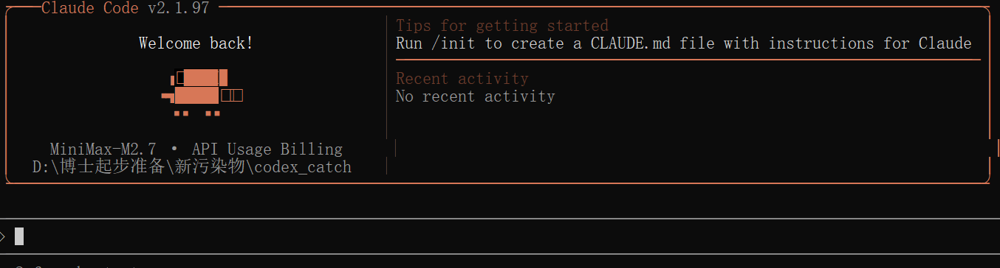 Claude Code v2.1.97
Welcome back!
MiniMax-M2.7 • API Usage Billing
D:\博士起步准备\新污染物\codex_catch
Tips for getting started
Run /init to create a CLAUDE.md file with instructions for Claude
Recent activity
No recent activity
>